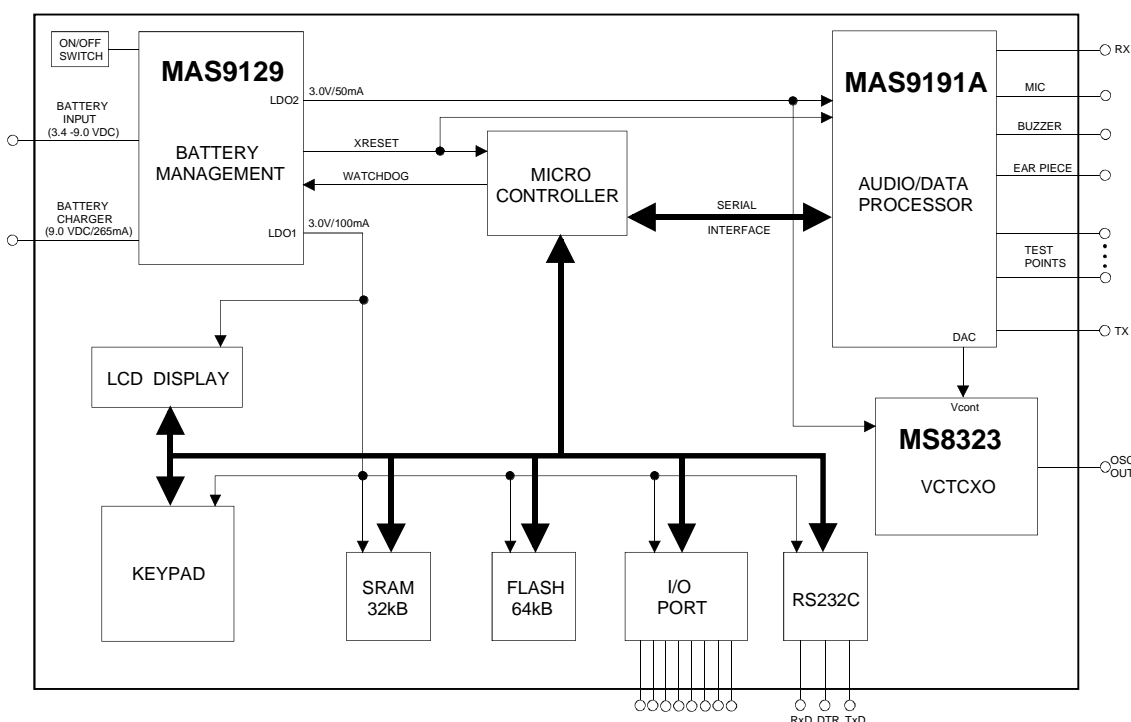 ON/OFF
SWITCH
MAS9129
BATTERY
INPUT
(3.4 -9.0 VDC)
LDO2
3.0V/50mA
BATTERY
MANAGEMENT
XRESET
WATCHDOG
BATTERY
CHARGER
(9.0 VDC/265mA)
LDO1
3.0V/100mA
MICRO
CONTROLLER
SERIAL
INTERFACE
MAS9191A
AUDIO/DATA
PROCESSOR
DAC
RX
MIC
BUZZER
EAR PIECE
TEST
POINTS
TX
LCD DISPLAY
Vcont
MS8323
VCTCXO
OSC
OUT
KEYPAD
SRAM
32kB
FLASH
64kB
I/O
PORT
RS232C
RxD DTR TxD